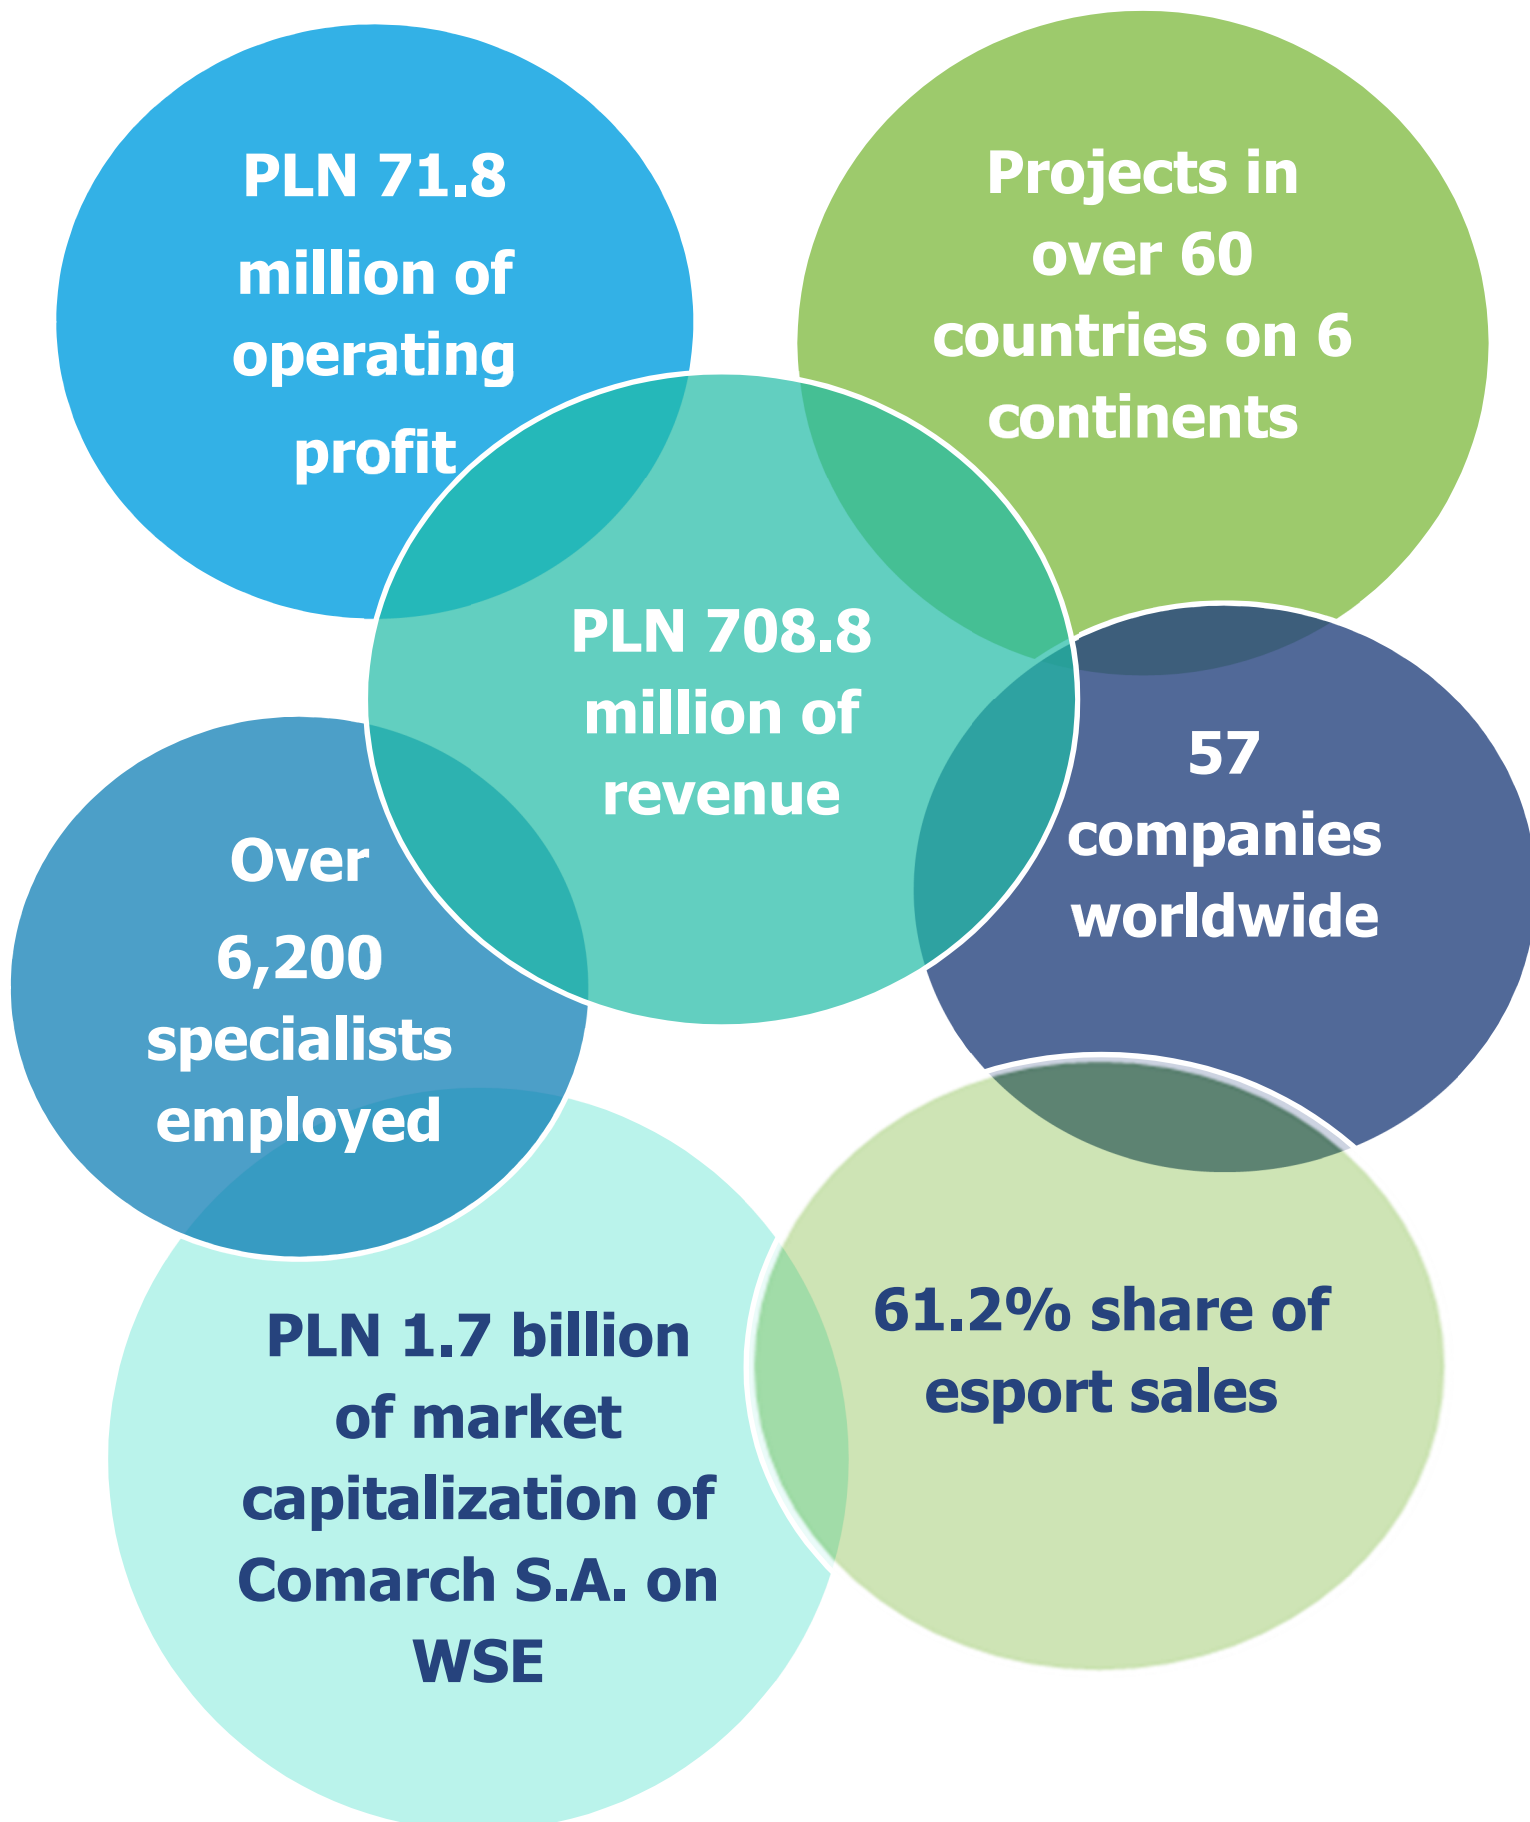 PLN 71.8
million of
operating
profit
Projects in
over 60
countries on 6
continents
PLN 708.8
million of
revenue
57
companies
worldwide
Over
6,200
specialists
employed
61.2% share of
esport sales
PLN 1.7 billion
of market
capitalization of
Comarch S.A. on
WSE